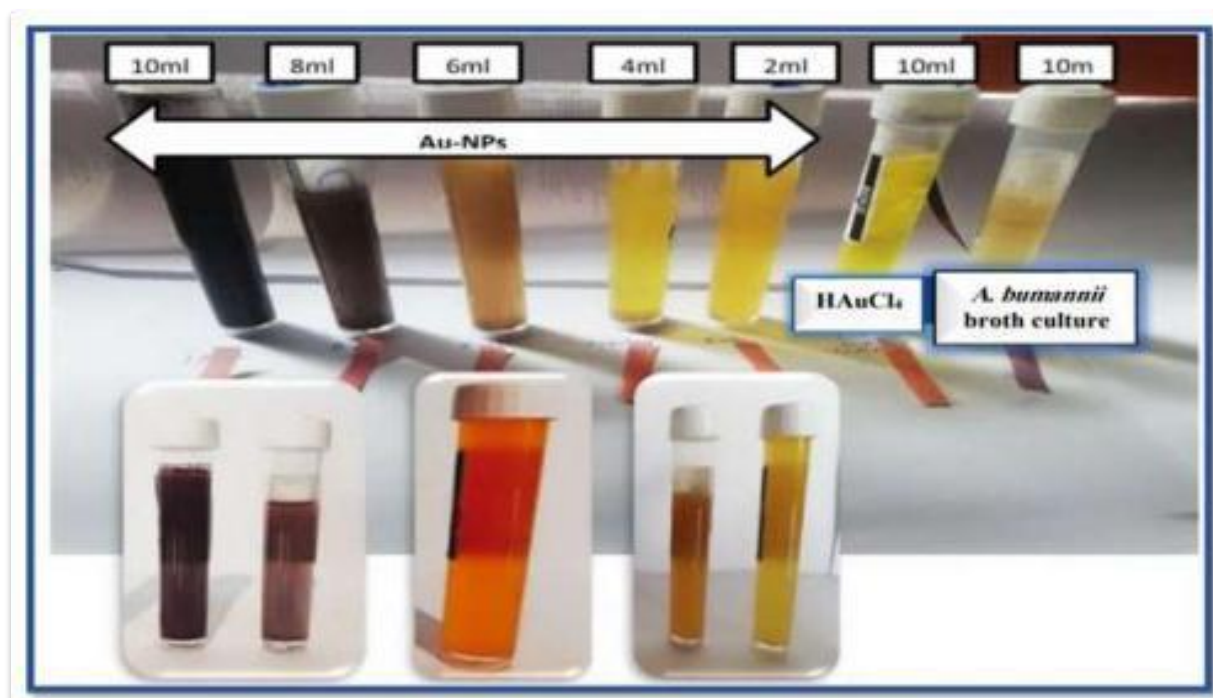 10ml 8ml 6ml 4ml 2ml 10ml 10m
Au-NPs
HAuCl₄
A. bumannii
broth culture